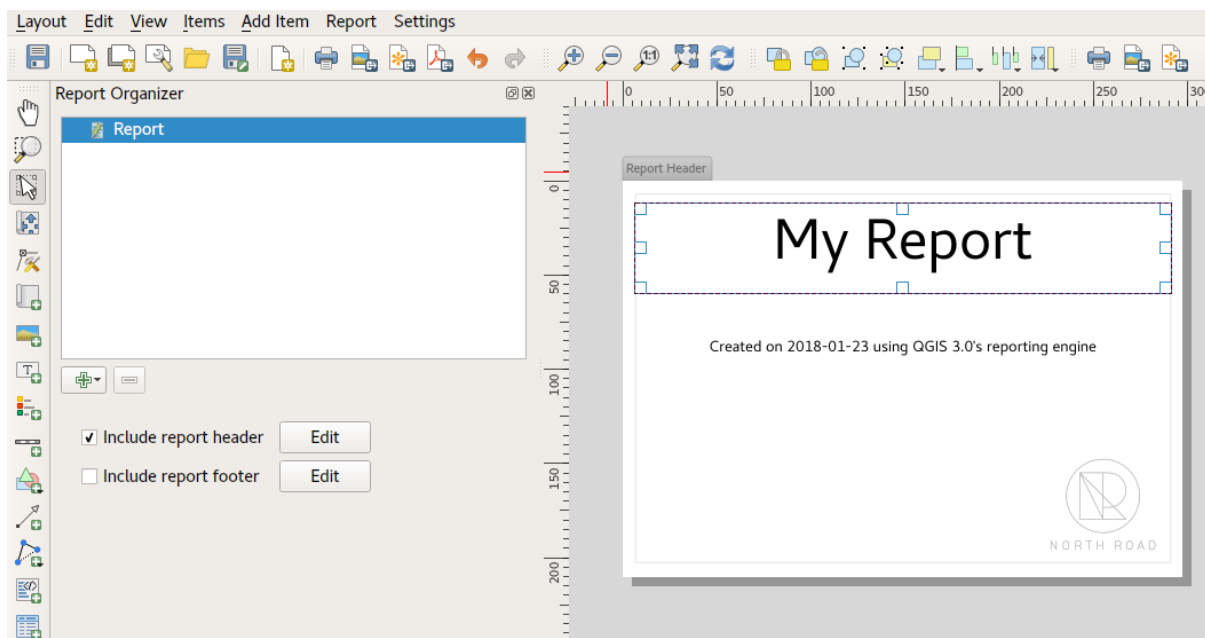 Layout Edit View Items Add Item Report Settings
1:1
Report Organizer
0 50 100 150 200 250 30
Report
Report Header
0
My Report
50
Created on 2018-01-23 using QGIS 3.0's reporting engine
T
100
Include report header Edit
Include report footer Edit
150
NORTH ROAD
200